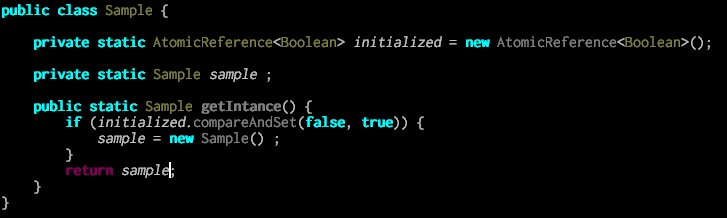 public class Sample {
private static AtomicReference<Boolean> initialized = new AtomicReference<Boolean>();
private static Sample sample ;
public static Sample getIntance() {
if (initialized.compareAndSet(false, true)) {
sample = new Sample() ;
}
return sample;
}
}